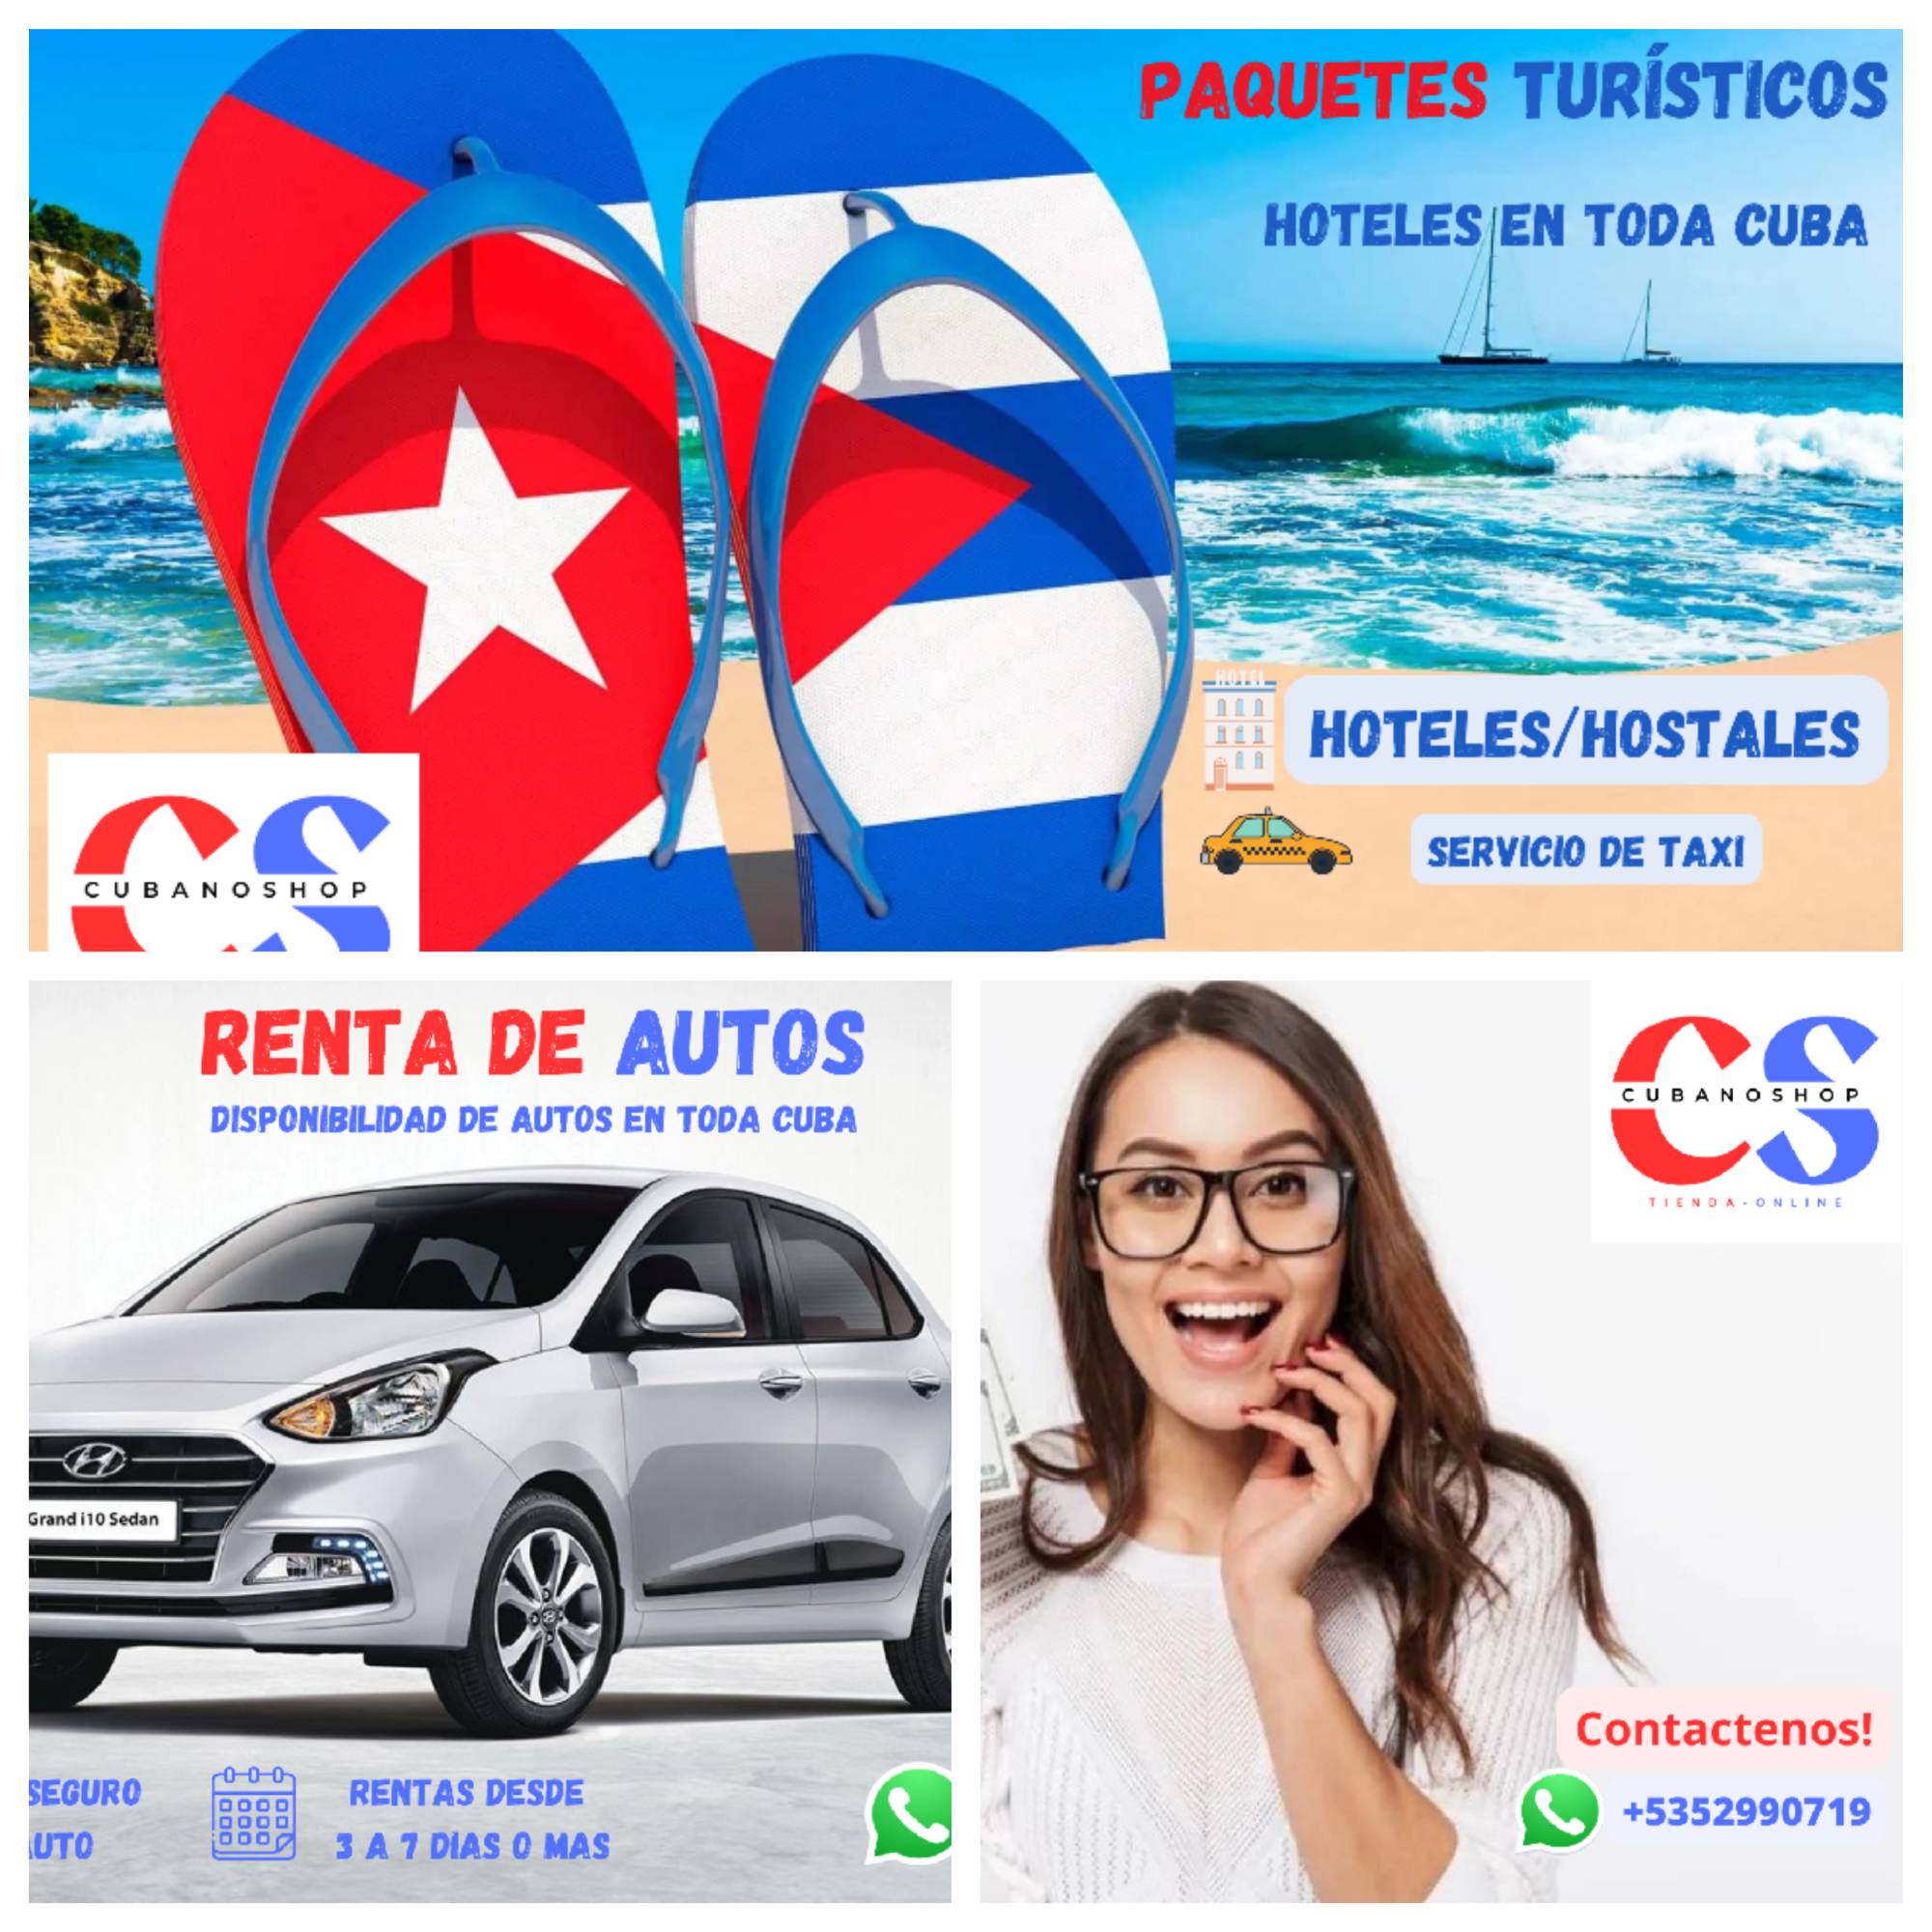 PAQUETES TURÍSTICOS
HOTELES EN TODA CUBA
HOTEL
HOTELES/HOSTALES
SERVICIO DE TAXI
CUBANOSHOP
RENTA DE AUTOS
DISPONIBILIDAD DE AUTOS EN TODA CUBA
Grand i10 Sedan
SEGURO
RENTAS DESDE
3 A 7 DIAS O MAS
CS
CUBANOSHOP
TIENDA-ONLINE
Contactenos!
+5352990719